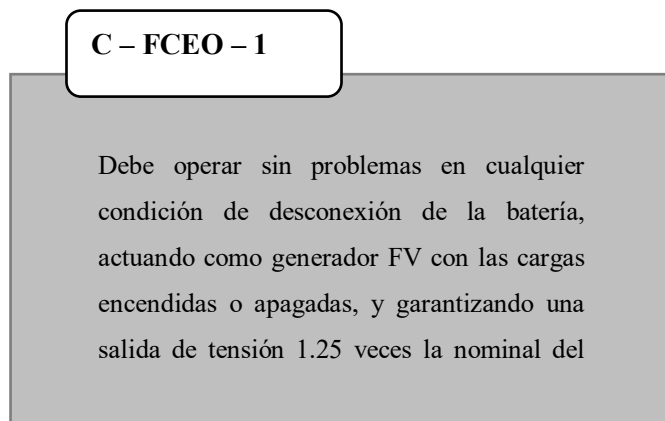 C – FCEO – 1
Debe operar sin problemas en cualquier
condición de desconexión de la batería,
actuando como generador FV con las cargas
encendidas o apagadas, y garantizando una
salida de tensión 1.25 veces la nominal del